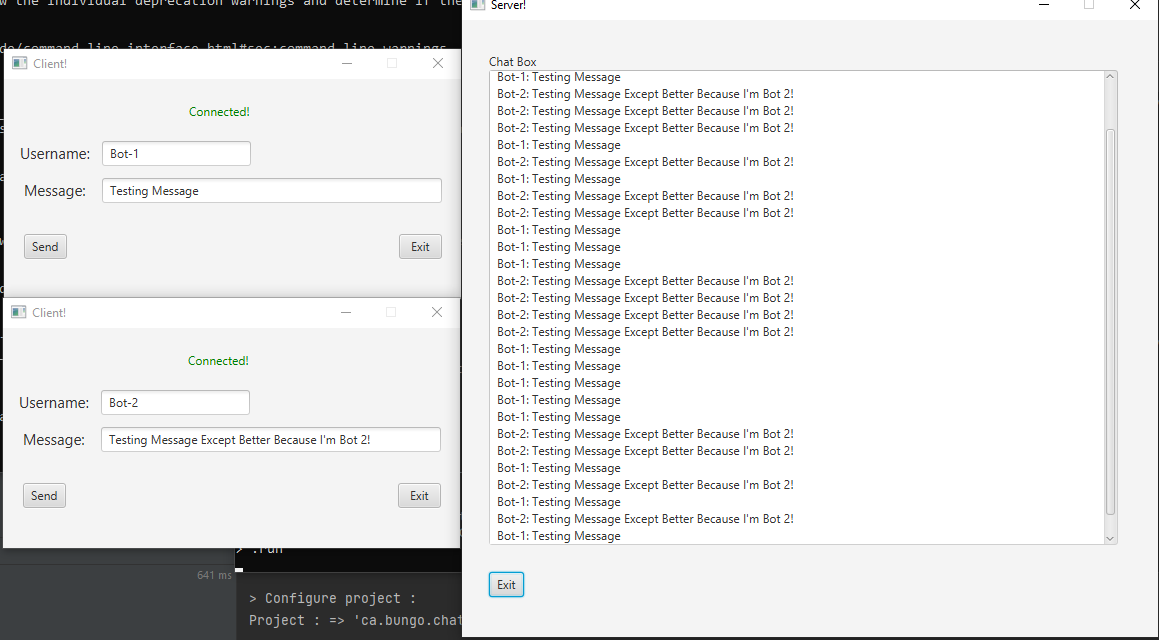 w the individual deprecation warnings and determine if the
de/command_line_interface.html#sec:command_line_warnings
Client!
Connected!
Username:
Bot-1
Message:
Testing Message
Send
Exit
Client!
Connected!
Username:
Bot-2
Message:
Testing Message Except Better Because I'm Bot 2!
Send
Exit
641 ms
> Configure project :
Project : => 'ca.bungo.chat
Server!
Chat Box
Bot-1: Testing Message
Bot-2: Testing Message Except Better Because I'm Bot 2!
Bot-2: Testing Message Except Better Because I'm Bot 2!
Bot-2: Testing Message Except Better Because I'm Bot 2!
Bot-1: Testing Message
Bot-2: Testing Message Except Better Because I'm Bot 2!
Bot-1: Testing Message
Bot-2: Testing Message Except Better Because I'm Bot 2!
Bot-2: Testing Message Except Better Because I'm Bot 2!
Bot-1: Testing Message
Bot-1: Testing Message
Bot-1: Testing Message
Bot-2: Testing Message Except Better Because I'm Bot 2!
Bot-2: Testing Message Except Better Because I'm Bot 2!
Bot-2: Testing Message Except Better Because I'm Bot 2!
Bot-2: Testing Message Except Better Because I'm Bot 2!
Bot-1: Testing Message
Bot-1: Testing Message
Bot-1: Testing Message
Bot-1: Testing Message
Bot-1: Testing Message
Bot-2: Testing Message Except Better Because I'm Bot 2!
Bot-2: Testing Message Except Better Because I'm Bot 2!
Bot-1: Testing Message
Bot-2: Testing Message Except Better Because I'm Bot 2!
Bot-1: Testing Message
Bot-2: Testing Message Except Better Because I'm Bot 2!
Bot-1: Testing Message
Exit